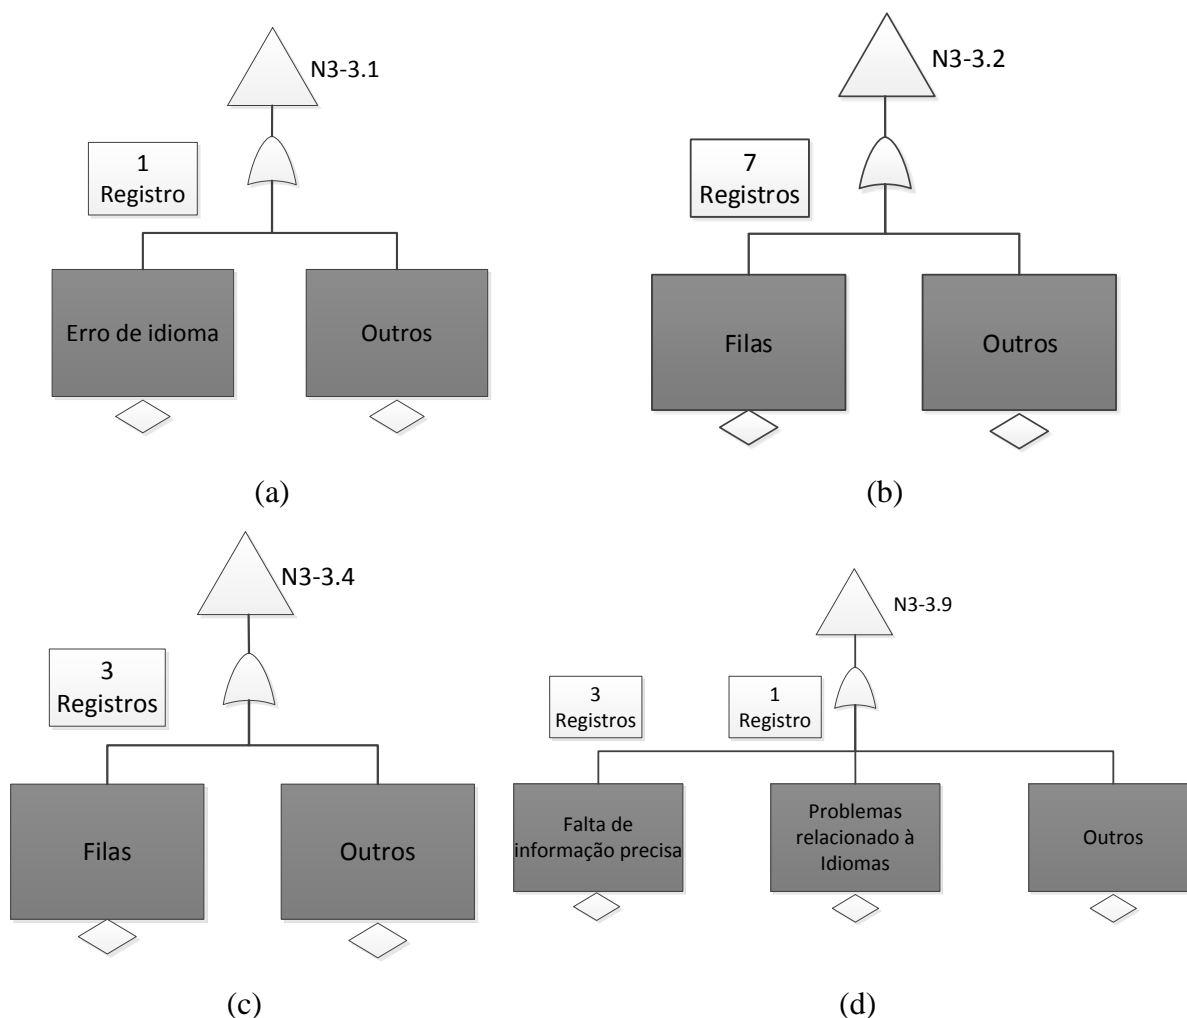 N3-3.1
1
Registro
Erro de idioma
Outros
(a)
N3-3.2
7
Registros
Filas
Outros
(b)
N3-3.4
3
Registros
Filas
Outros
(c)
N3-3.9
3
Registros
1
Registro
Falta de
informação precisa
Problemas
relacionado à
Idiomas
Outros
(d)